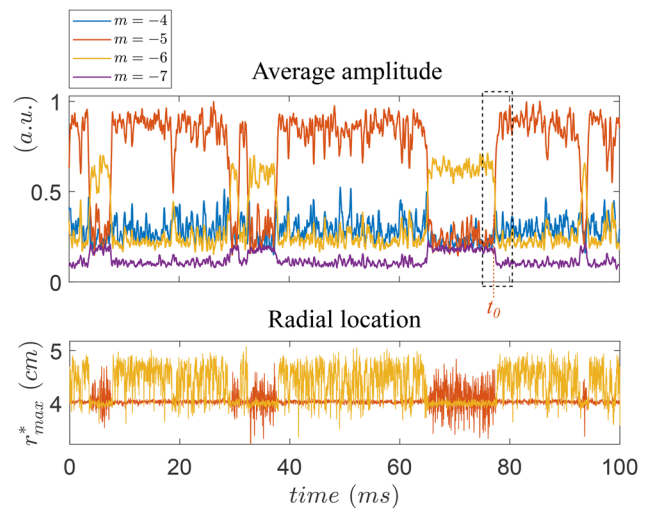 m = −4
m = −5
m = −6
m = −7
Average amplitude
(a.u.)
1
0.5
0
t₀
Radial location
r*max (cm)
5
4
0 20 40 60 80 100
time (ms)